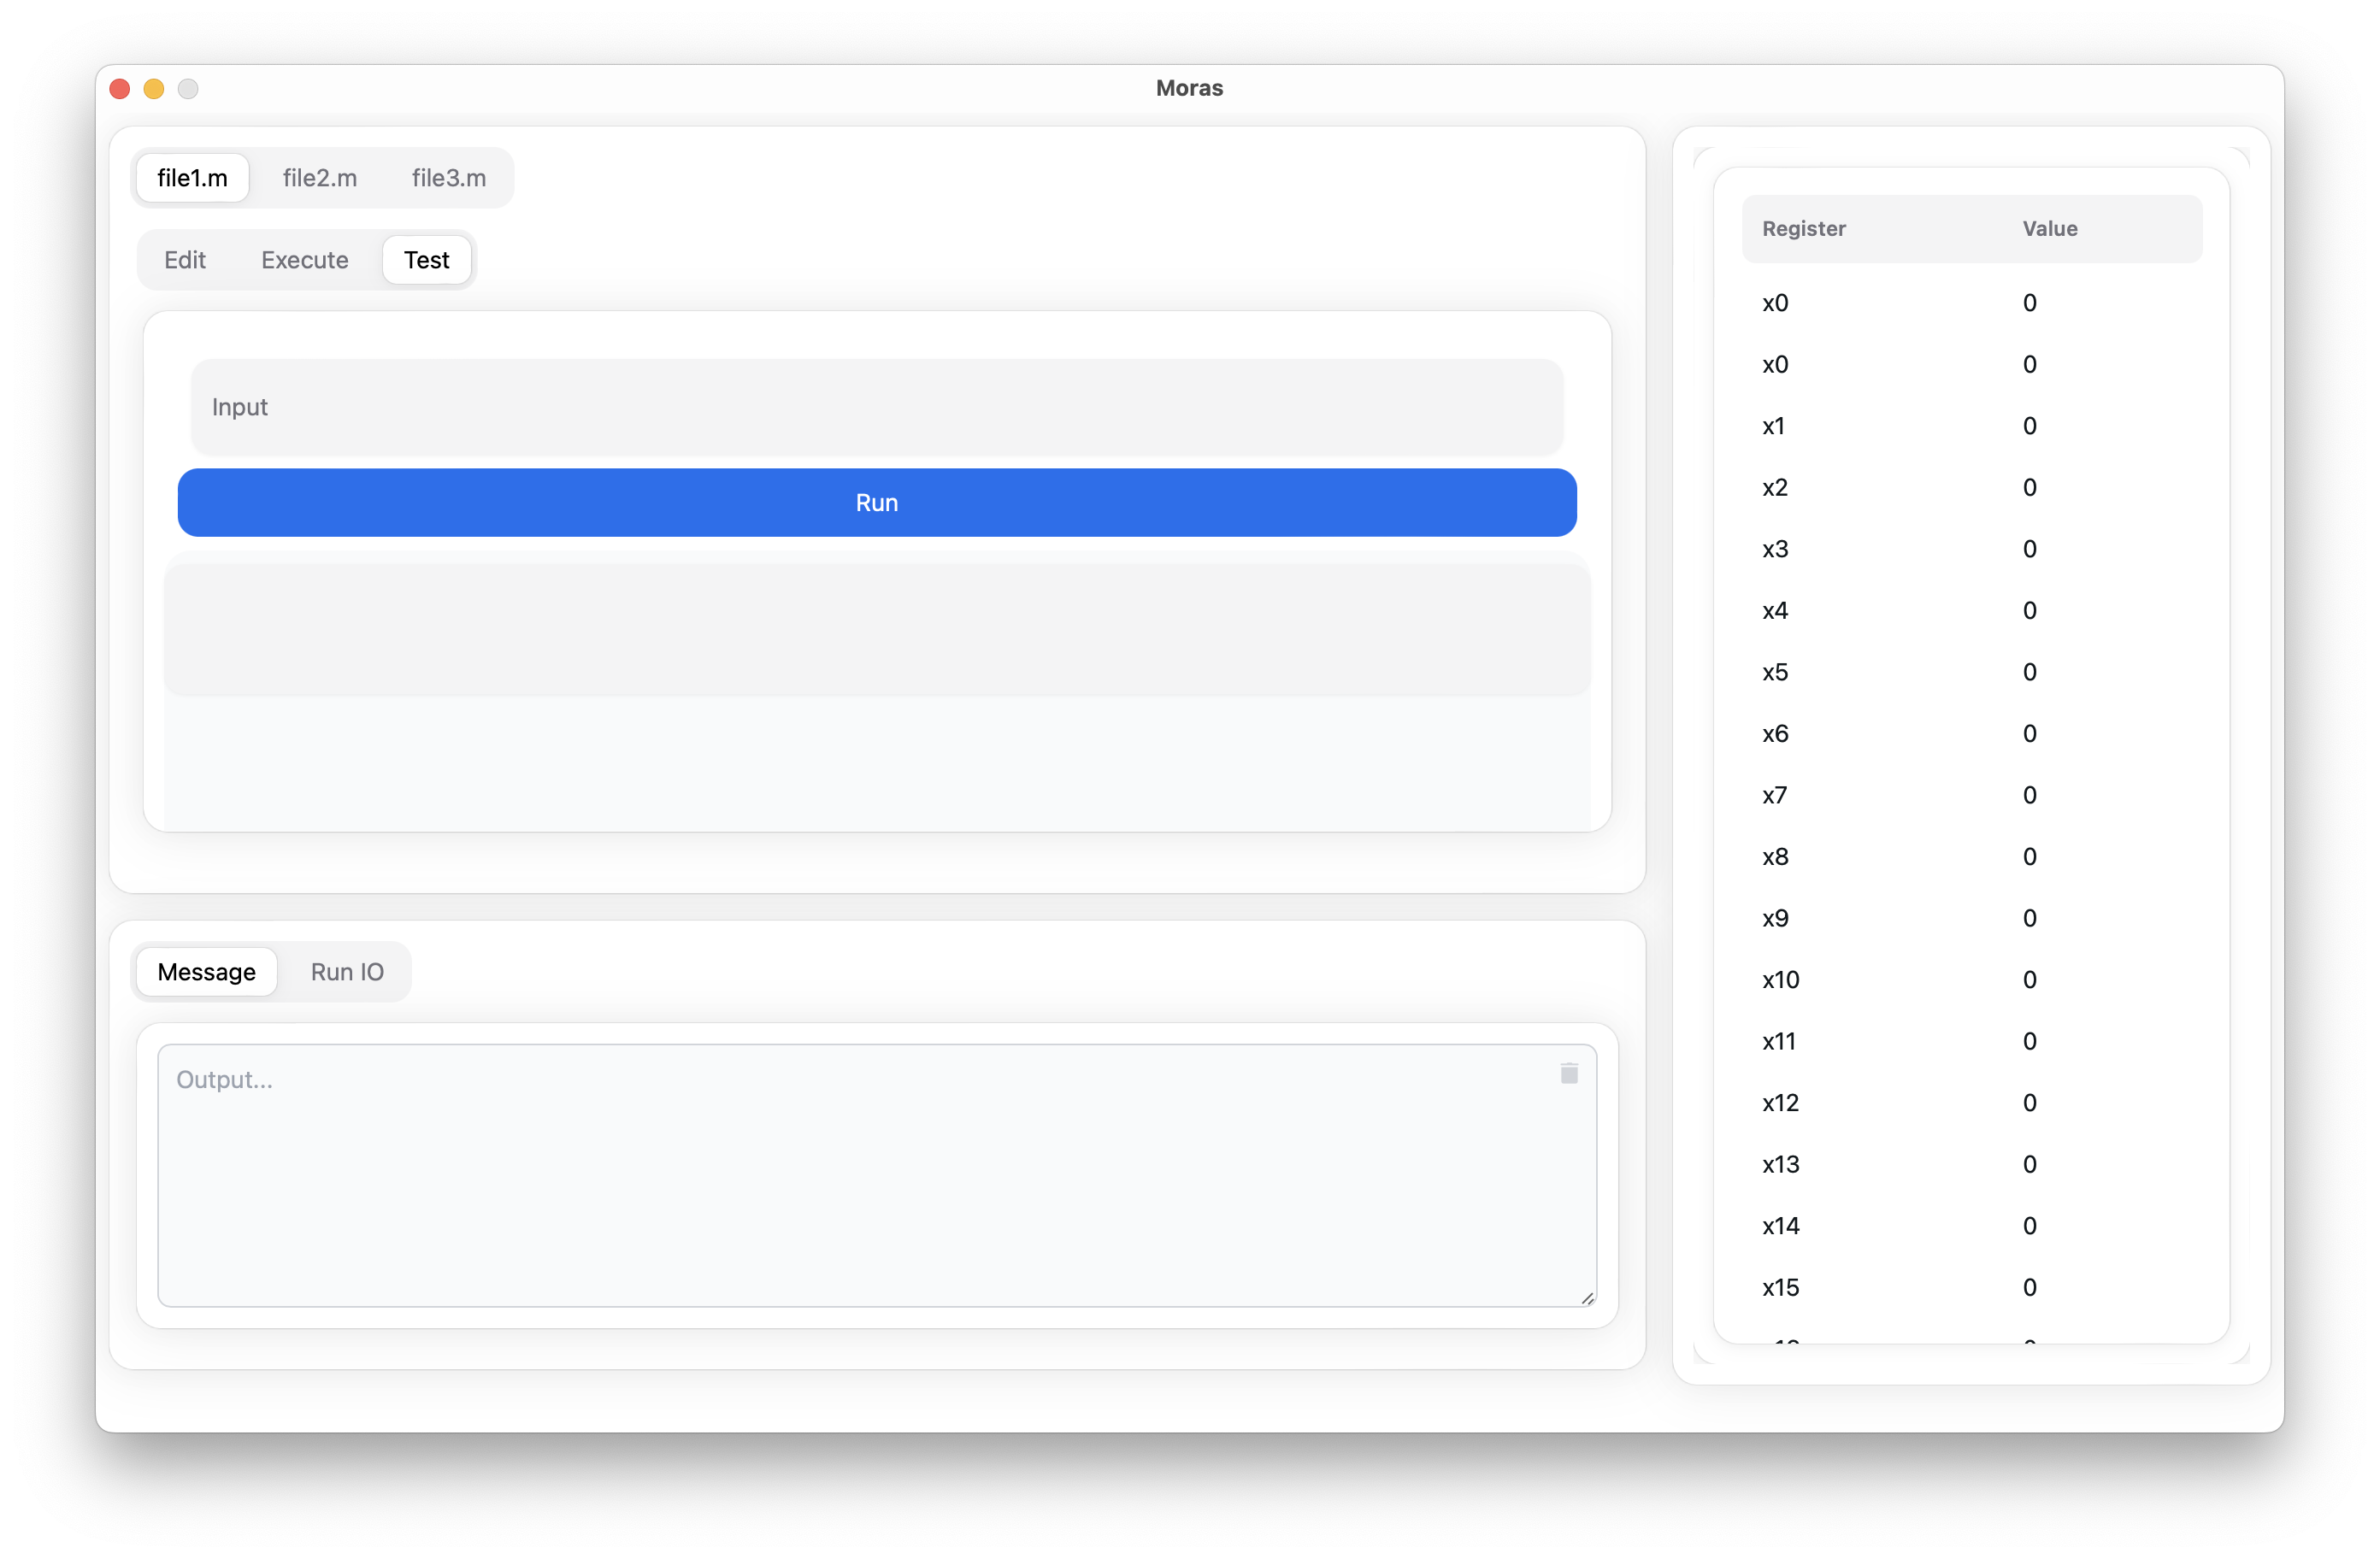 Moras
file1.m file2.m file3.m
Edit Execute Test
Input
Run
Message Run IO
Output...
Register Value
x0 0
x0 0
x1 0
x2 0
x3 0
x4 0
x5 0
x6 0
x7 0
x8 0
x9 0
x10 0
x11 0
x12 0
x13 0
x14 0
x15 0